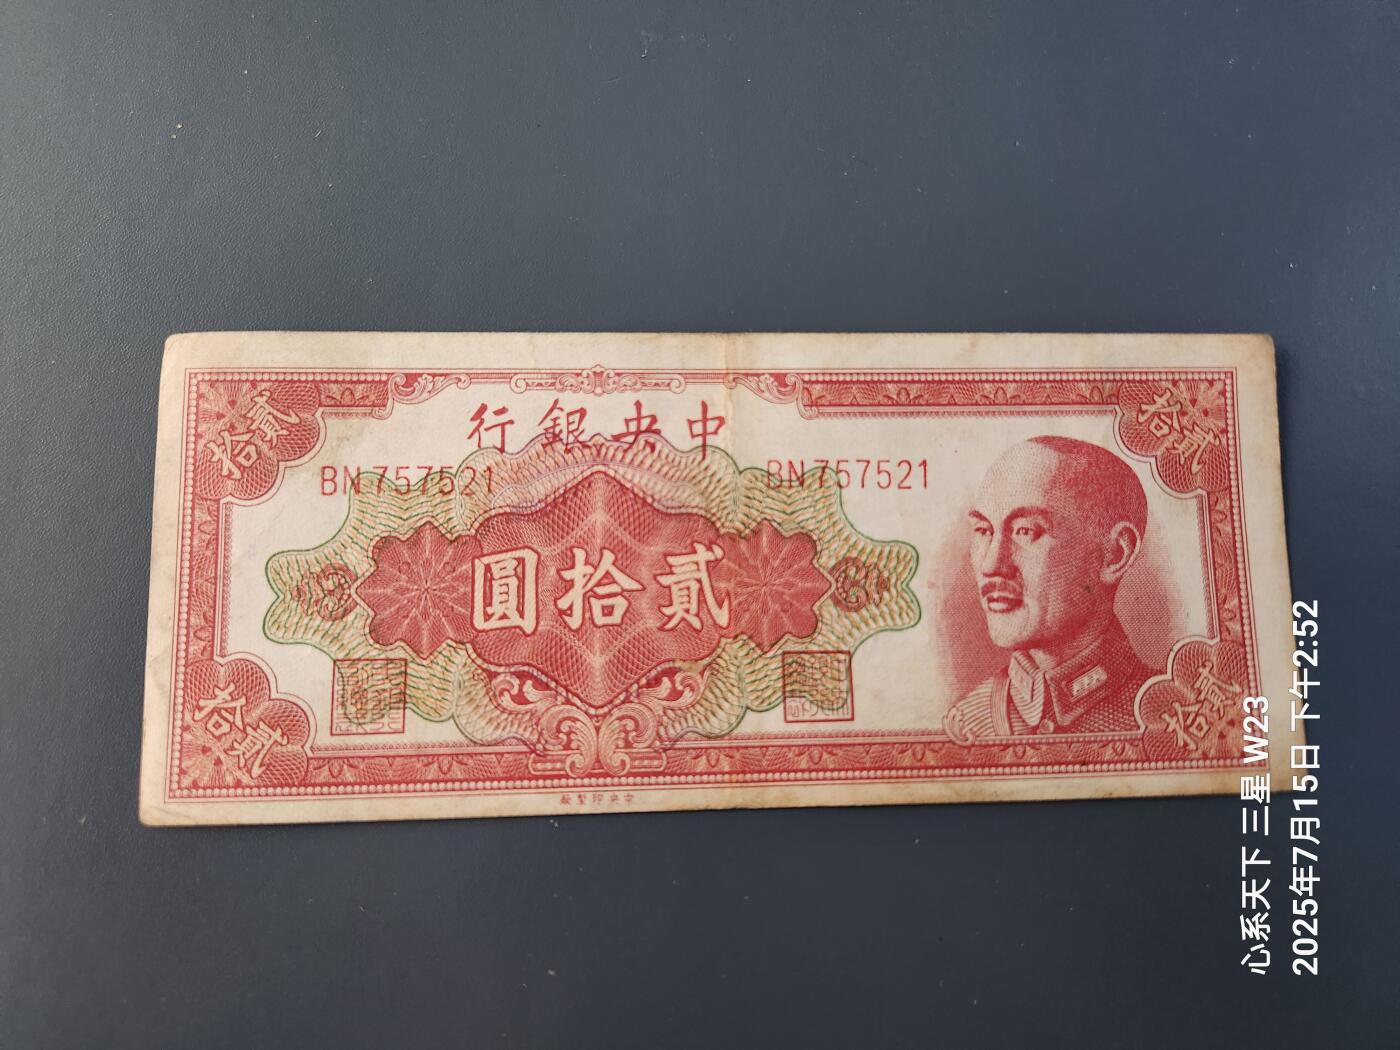 中央銀行
BN757521 BN757521
貳拾 貳拾
貳拾圓
貳拾 貳拾
中央印製廠
心系天下 三星 W23
2025年7月15日 下午2:52